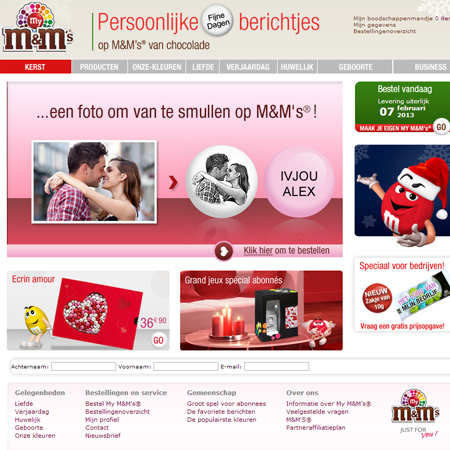 My
m&m's
Persoonlijke Fijne Dagen berichtjes
op M&M's® van chocolade
Mijn boodschappenmandje 0 item
Mijn gegevens
Bestellingenoverzicht
KERST PRODUCTEN ONZE-KLEUREN LIEFDE VERJAARDAG HUWELIJK GEBOORTE BUSINESS
...een foto om van te smullen op M&M's®!
IVJOU
ALEX
Klik hier om te bestellen
Bestel vandaag
Levering uiterlijk
07 februari
2013
MAAK JE EIGEN MY M&M's® GO
m
Ecrin amour
36€90
GO
Grand jeux spécial abonnés
Speciaal voor bedrijven!
NIEUW
Zakje van
10g
MIJN BEDRIJF
Vraag een gratis prijsopgave!
Achternaam: Voornaam: E-mail:
Gelegenheden
Liefde
Verjaardag
Huwelijk
Geboorte
Onze kleuren
Bestellingen en service
Bestel My M&M's®
Bestellingenoverzicht
Mijn profiel
Contact
Nieuwsbrief
Gemeenschap
Groot spel voor abonnees
De favoriete berichten
De populairste kleuren
Over ons
Informatie over My M&M's®
Veelgestelde vragen
M&M'S®
Partneraffiliatieplan
My
m&m's
JUST FOR
You!